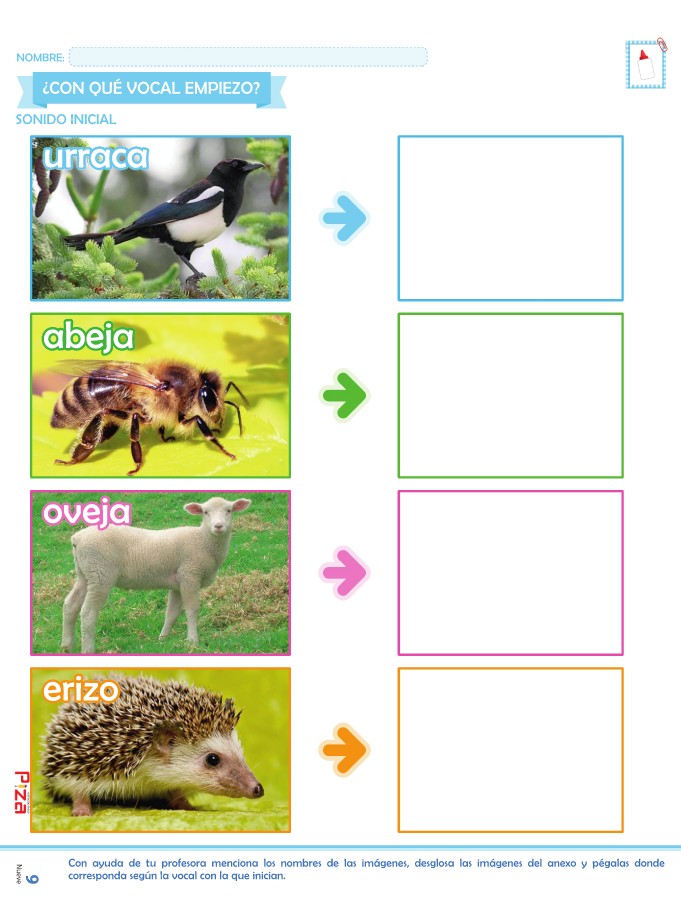 NOMBRE:
¿CON QUÉ VOCAL EMPIEZO?
SONIDO INICIAL
urraca
abeja
oveja
erizo
Piza
Con ayuda de tu profesora menciona los nombres de las imágenes, desglosa las imágenes del anexo y pégalas donde
corresponda según la vocal con la que inician.
9
Nueve